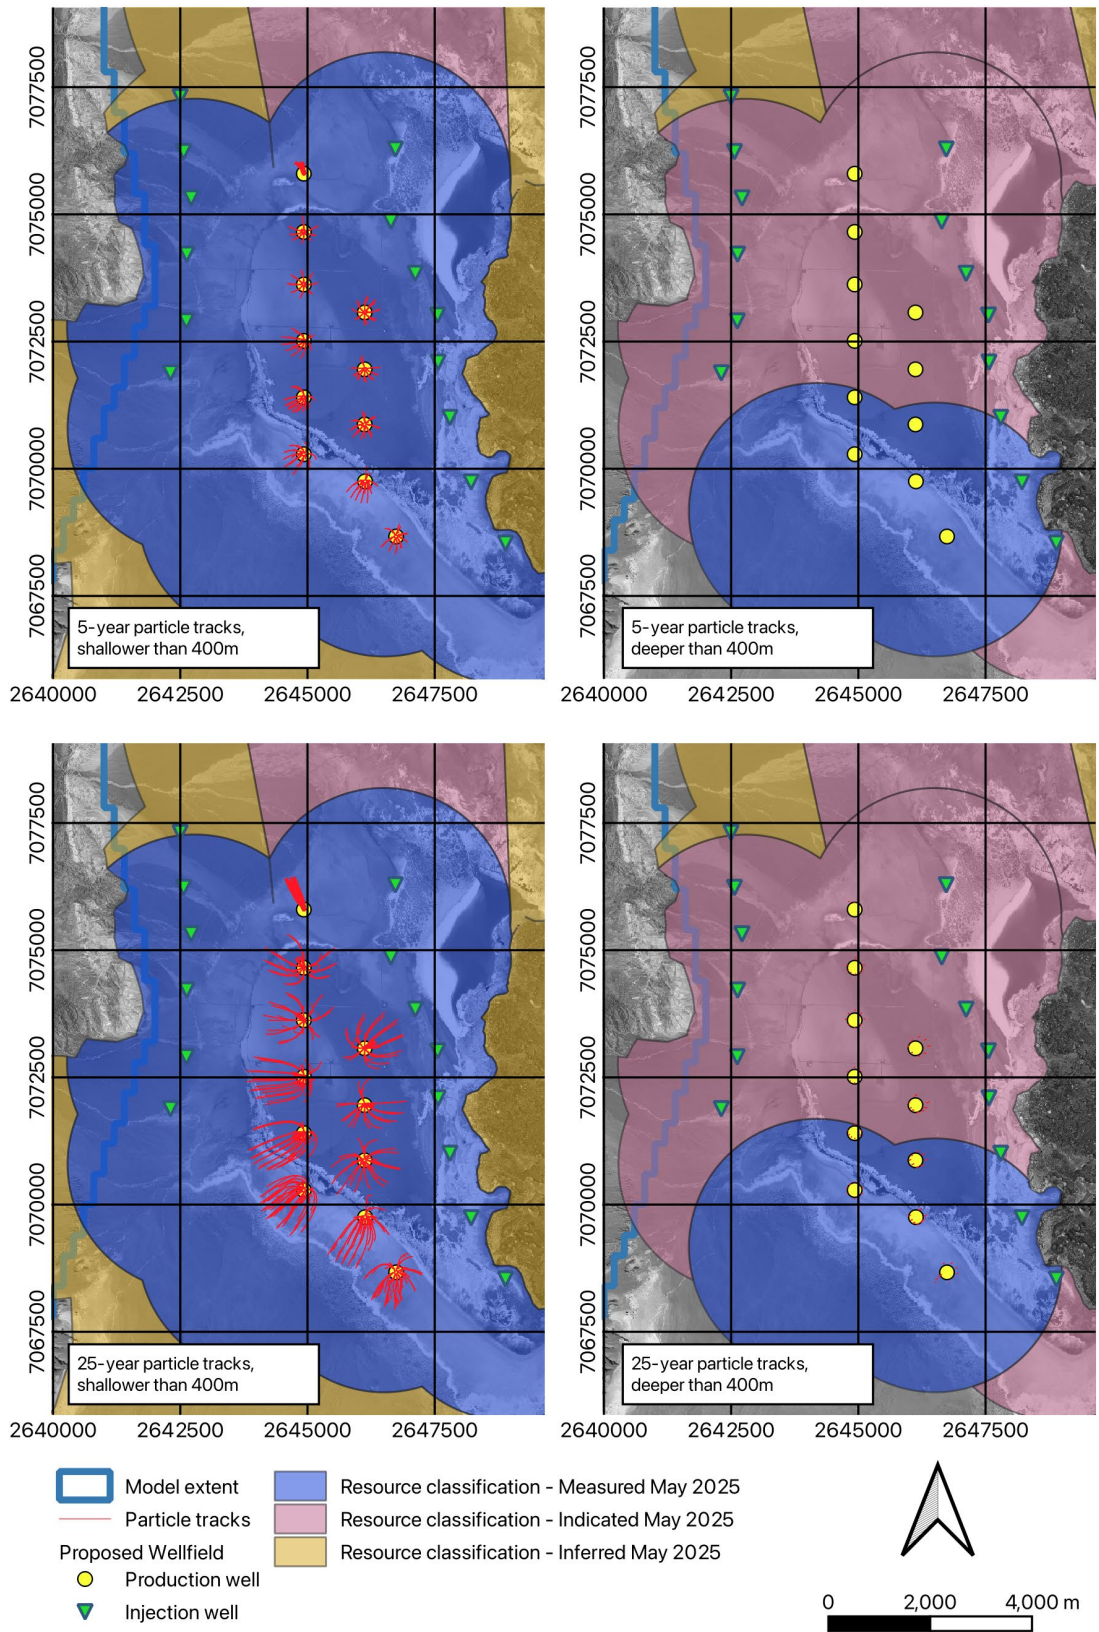 7077500
7075000
7072500
7070000
7067500
5-year particle tracks,
shallower than 400m
2640000 2642500 2645000 2647500
7077500
7075000
7072500
7070000
7067500
5-year particle tracks,
deeper than 400m
2640000 2642500 2645000 2647500
7077500
7075000
7072500
7070000
7067500
25-year particle tracks,
shallower than 400m
2640000 2642500 2645000 2647500
7077500
7075000
7072500
7070000
7067500
25-year particle tracks,
deeper than 400m
2640000 2642500 2645000 2647500
Model extent
Particle tracks
Proposed Wellfield
Production well
Injection well
Resource classification - Measured May 2025
Resource classification - Indicated May 2025
Resource classification - Inferred May 2025
0 2,000 4,000 m